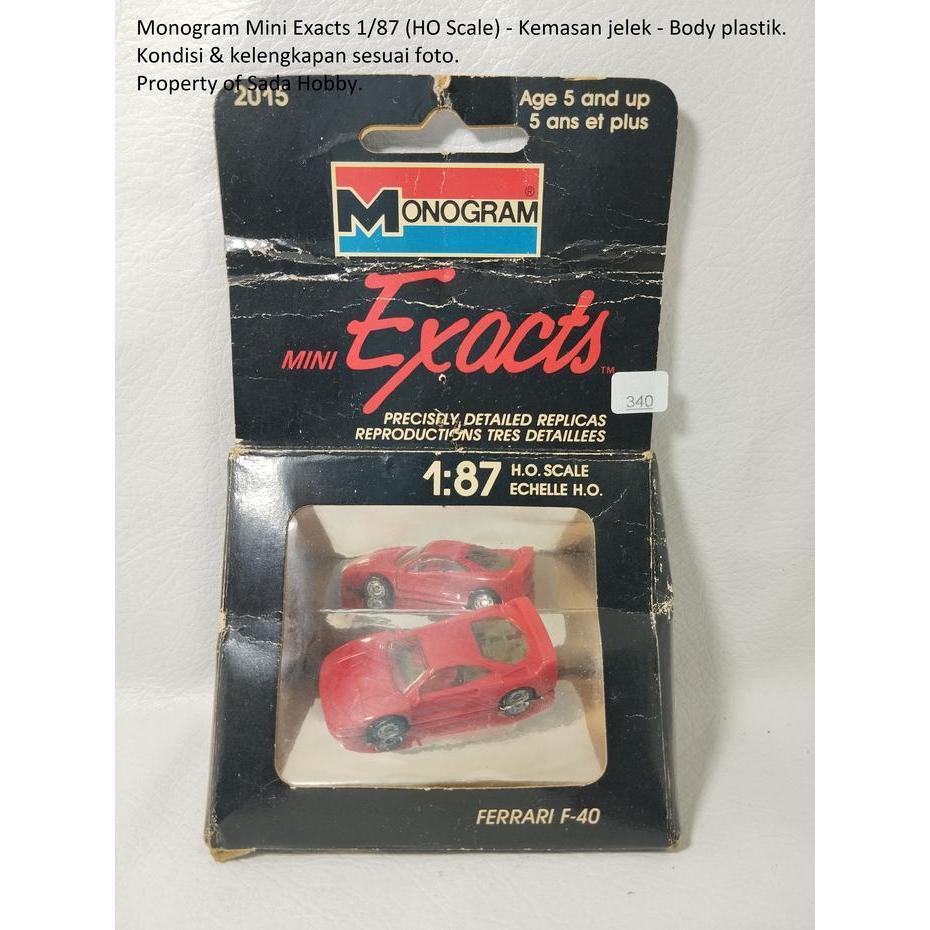 Monogram Mini Exacts 1/87 (HO Scale) - Kemasan jelek - Body plastik.
Kondisi & kelengkapan sesuai foto.
Property of Sada Hobby.
2015
Age 5 and up
5 ans et plus
MONOGRAM®
MINI Exacts™
340
PRECISELY DETAILED REPLICAS
REPRODUCTIONS TRES DETAILLEES
1:87 H.O. SCALE
ECHELLE H.O.
FERRARI F-40